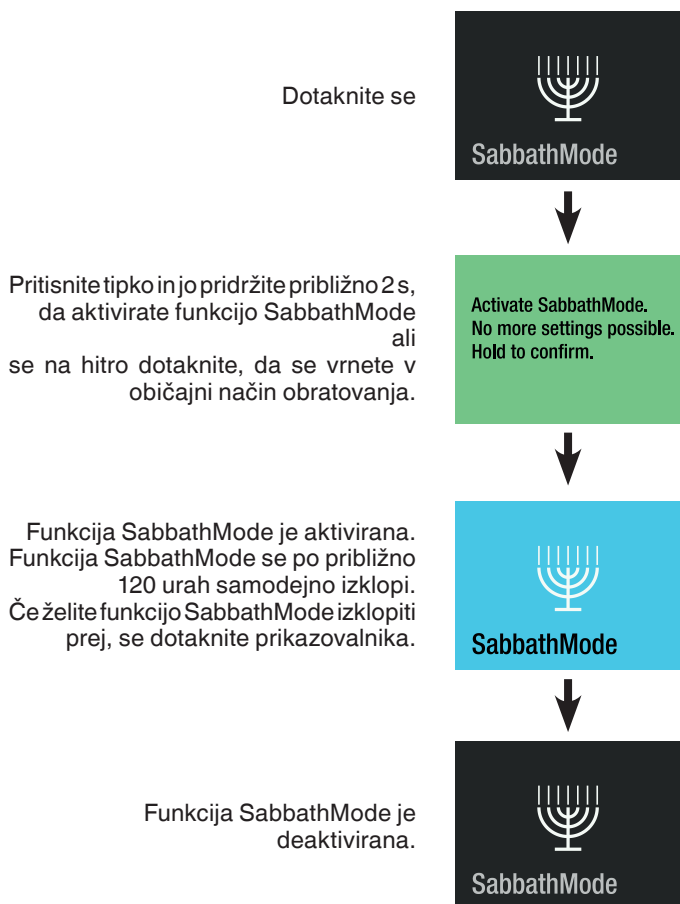 Dotaknite se
SabbathMode
Pritisnite tipko in jo pridržite približno 2 s,
da aktivirate funkcijo SabbathMode
ali
se na hitro dotaknite, da se vrnete v
običajni način obratovanja.
Activate SabbathMode.
No more settings possible.
Hold to confirm.
Funkcija SabbathMode je aktivirana.
Funkcija SabbathMode se po približno
120 urah samodejno izklopi.
Če želite funkcijo SabbathMode izklopiti
prej, se dotaknite prikazovalnika.
SabbathMode
Funkcija SabbathMode je
deaktivirana.
SabbathMode